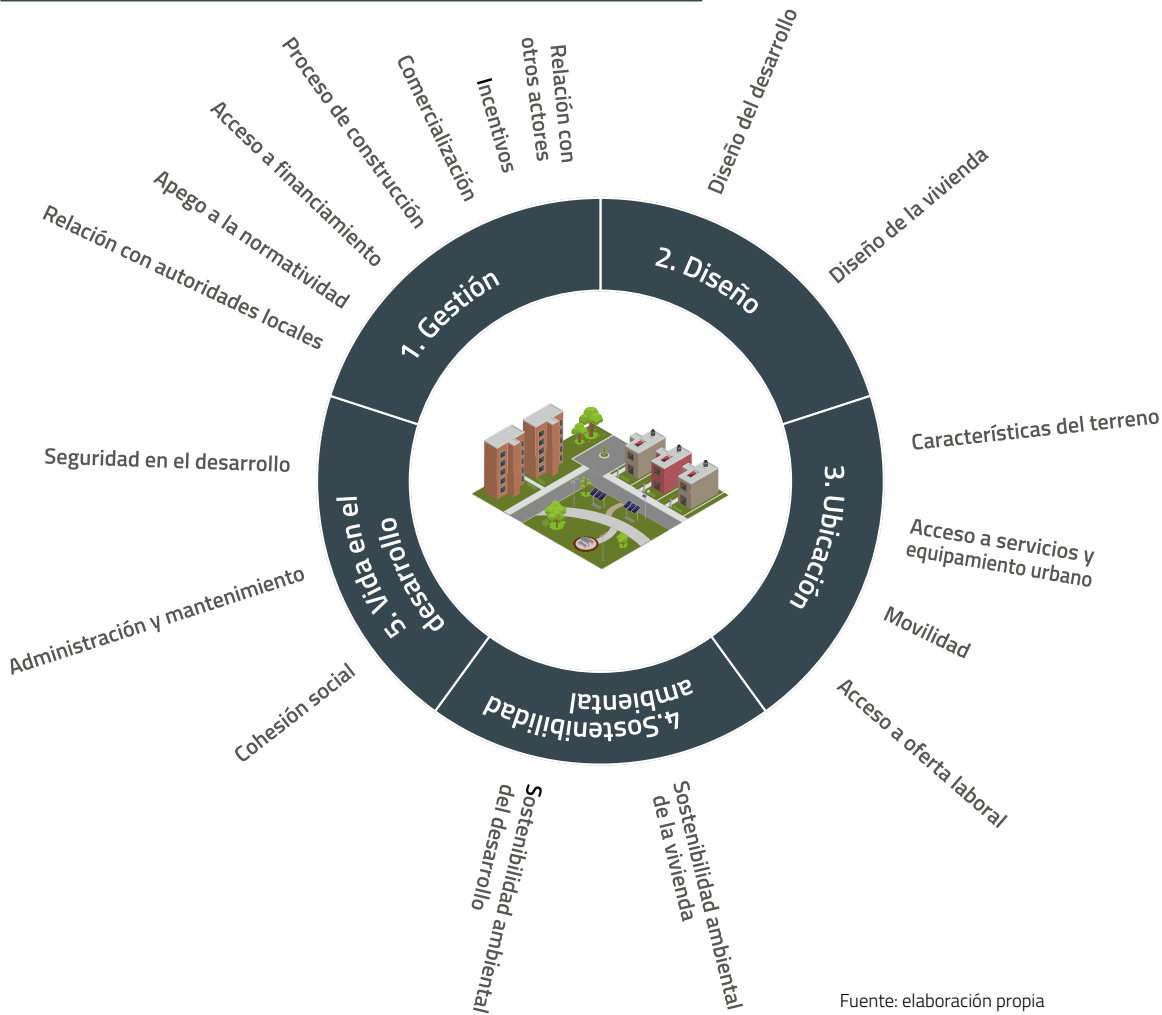 1. Gestión
Relación con autoridades locales
Apego a la normatividad
Acceso a financiamiento
Proceso de construcción
Comercialización
Incentivos
Relación con
otros actores
2. Diseño
Diseño del desarrollo
Diseño de la vivienda
3. Ubicación
Características del terreno
Acceso a servicios y
equipamiento urbano
Movilidad
Acceso a oferta laboral
4.Sostenibilidad
ambiental
Sostenibilidad ambiental
de la vivienda
Sostenibilidad ambiental
del desarrollo
5. Vida en el
desarrollo
Cohesión social
Administración y mantenimiento
Seguridad en el desarrollo
Fuente: elaboración propia